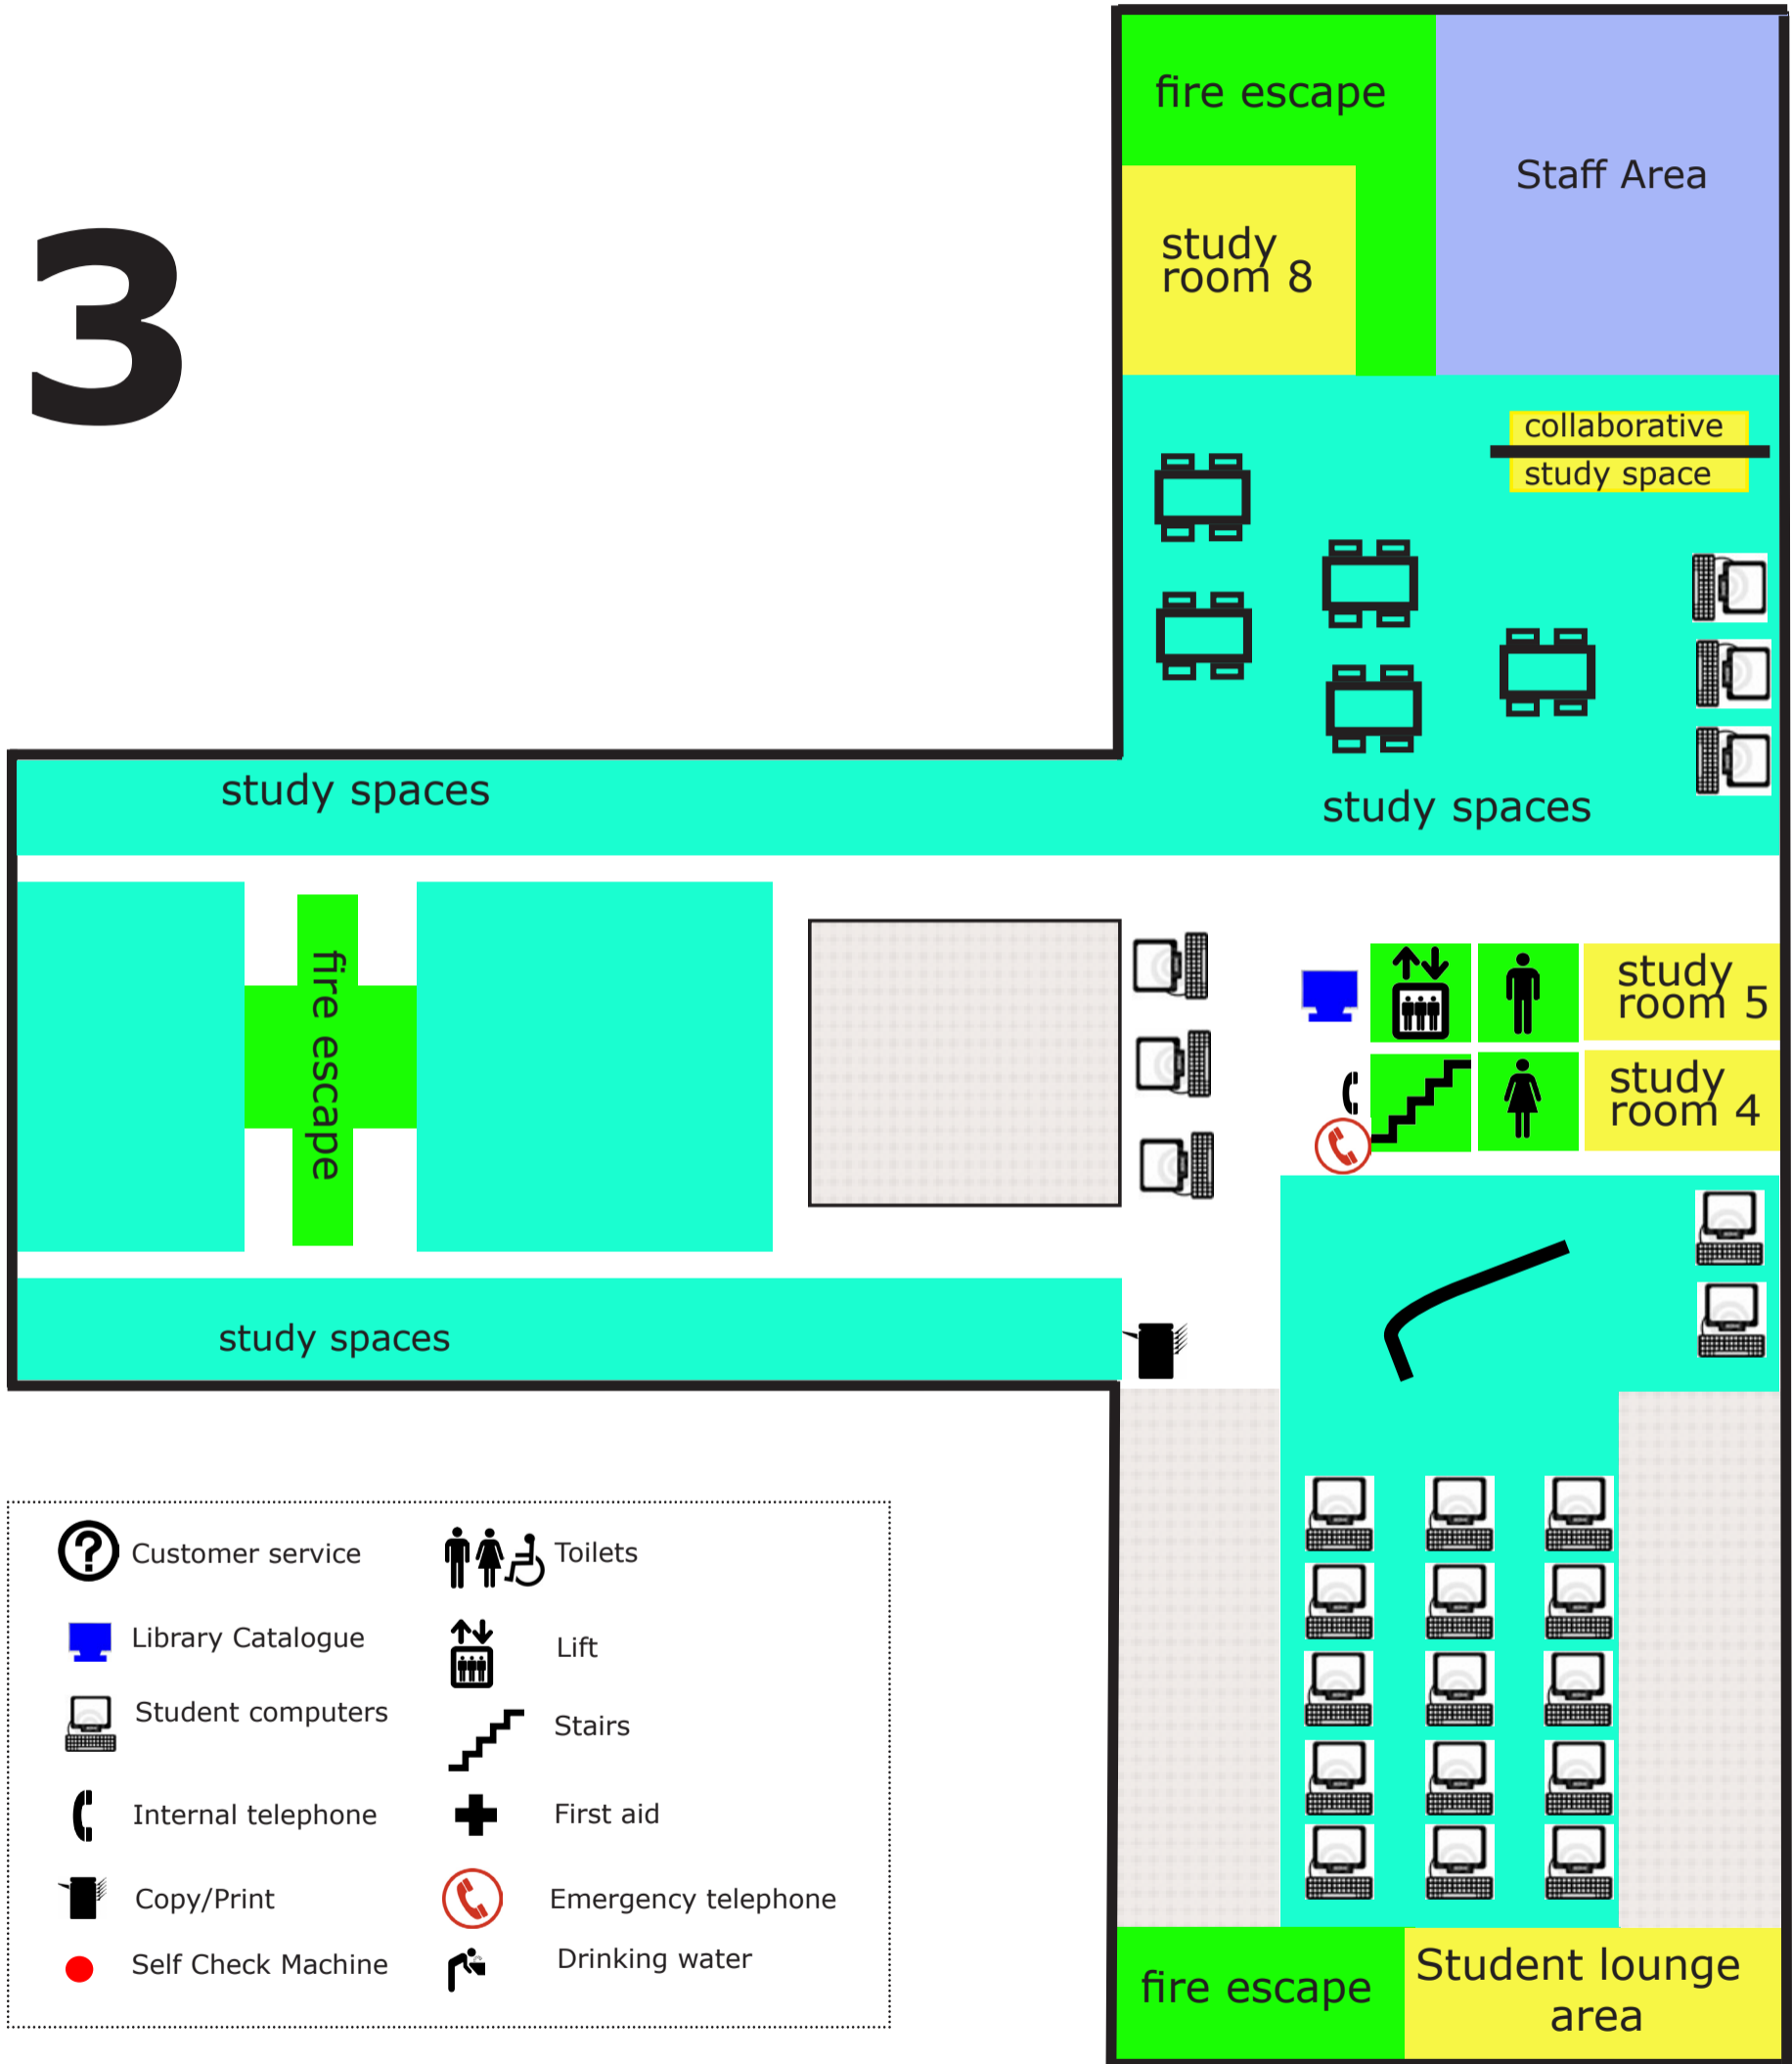 fire escape
Staff Area
study
room 8
3
collaborative
study space
study spaces
study spaces
fire escape
study
room 5
study
room 4
study spaces
Customer service
Toilets
Library Catalogue
Lift
Student computers
Stairs
Internal telephone
First aid
Copy/Print
Emergency telephone
Self Check Machine
Drinking water
fire escape
Student lounge
area